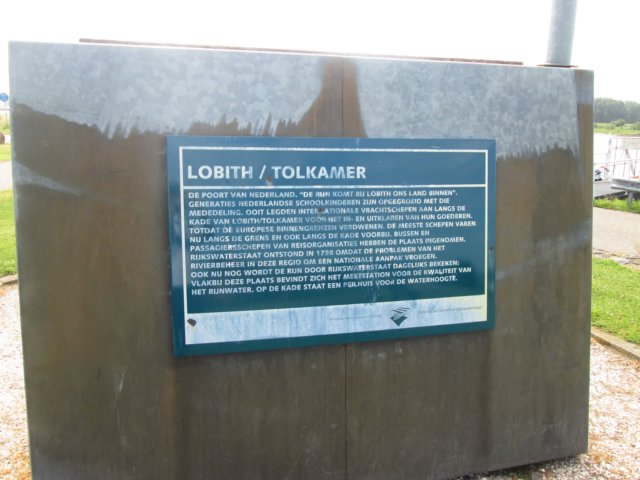 LOBITH / TOLKAMER
DE POORT VAN NEDERLAND. "DE RIJN KOMT BIJ LOBITH ONS LAND BINNEN".
GENERATIES NEDERLANDSE SCHOOLKINDEREN ZIJN OPGEGROEID MET DIE
MEDEDELING. OOIT LEGDEN INTERNATIONALE VRACHTSCHEPEN AAN LANGS DE
KADE VAN LOBITH/TOLKAMER VOOR HET IN- EN UITKLAREN VAN HUN GOEDEREN.
TOTDAT DE EUROPESE BINNENGRENZEN VERDWENEN. DE MEESTE SCHEPEN VAREN
NU LANGS DE GRENS EN OOK LANGS DE KADE VOORBIJ. BUSSEN EN
PASSAGIERSSCHEPEN VAN REISORGANISATIES HEBBEN DE PLAATS INGENOMEN.
RIJKSWATERSTAAT ONTSTOND IN 1798 OMDAT DE PROBLEMEN VAN HET
RIVIERBEHEER IN DEZE REGIO OM EEN NATIONALE AANPAK VROEGEN.
OOK NU NOG WORDT DE RIJN DOOR RIJKSWATERSTAAT DAGELIJKS BEKEKEN:
VLAKBIJ DEZE PLAATS BEVINDT ZICH HET MEETSTATION VOOR DE KWALITEIT VAN
HET RIJNWATER. OP DE KADE STAAT EEN PEILHUIS VOOR DE WATERHOOGTE.